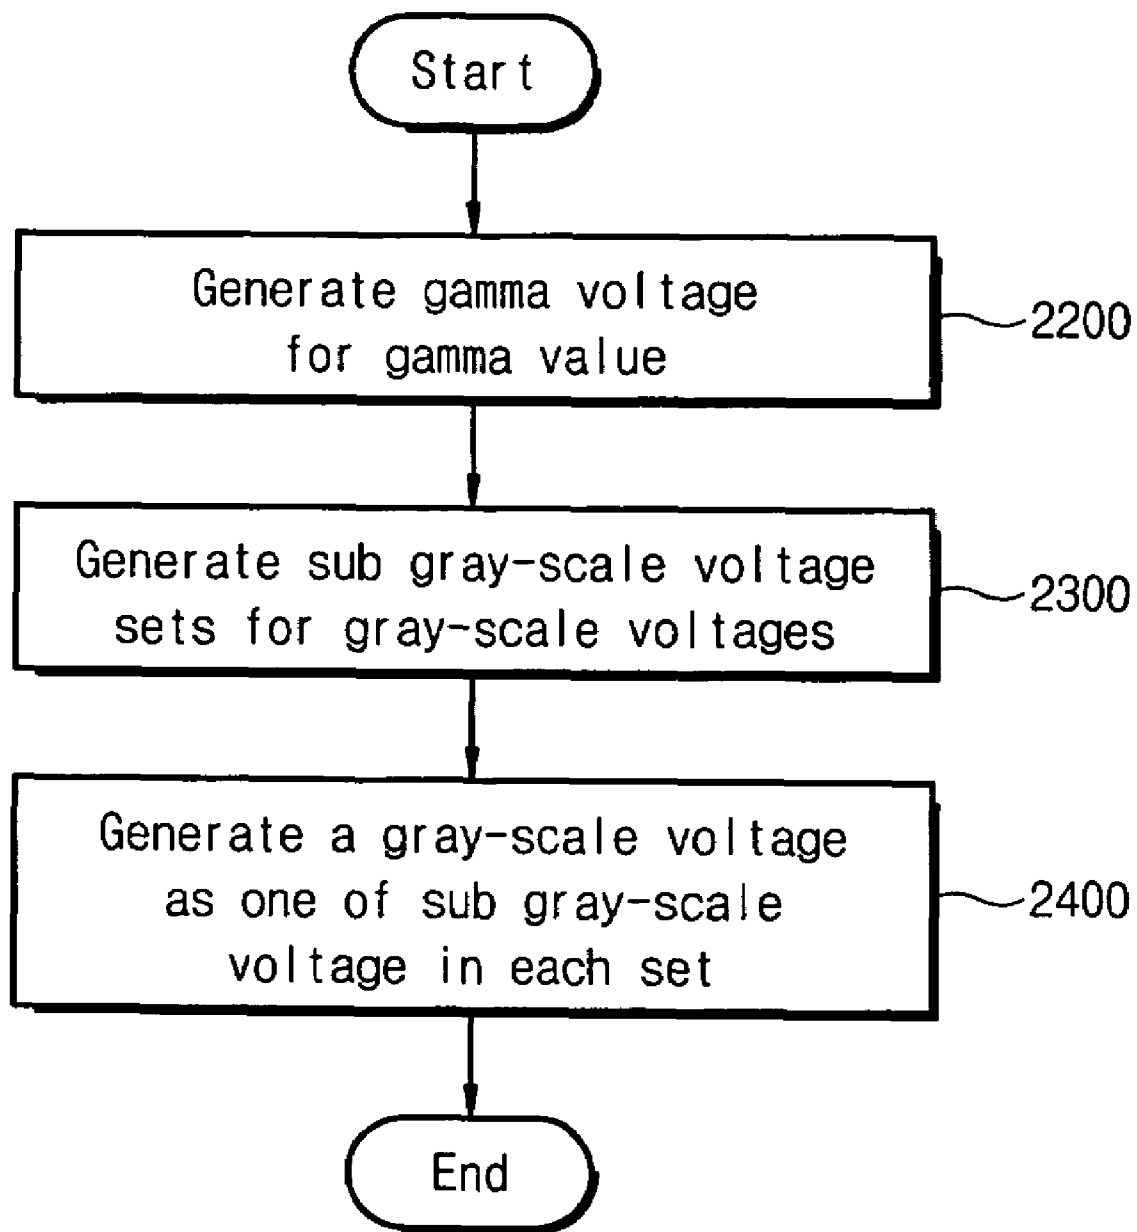 Start
Generate gamma voltage
for gamma value
2200
Generate sub gray-scale voltage
sets for gray-scale voltages
2300
Generate a gray-scale voltage
as one of sub gray-scale
voltage in each set
2400
End